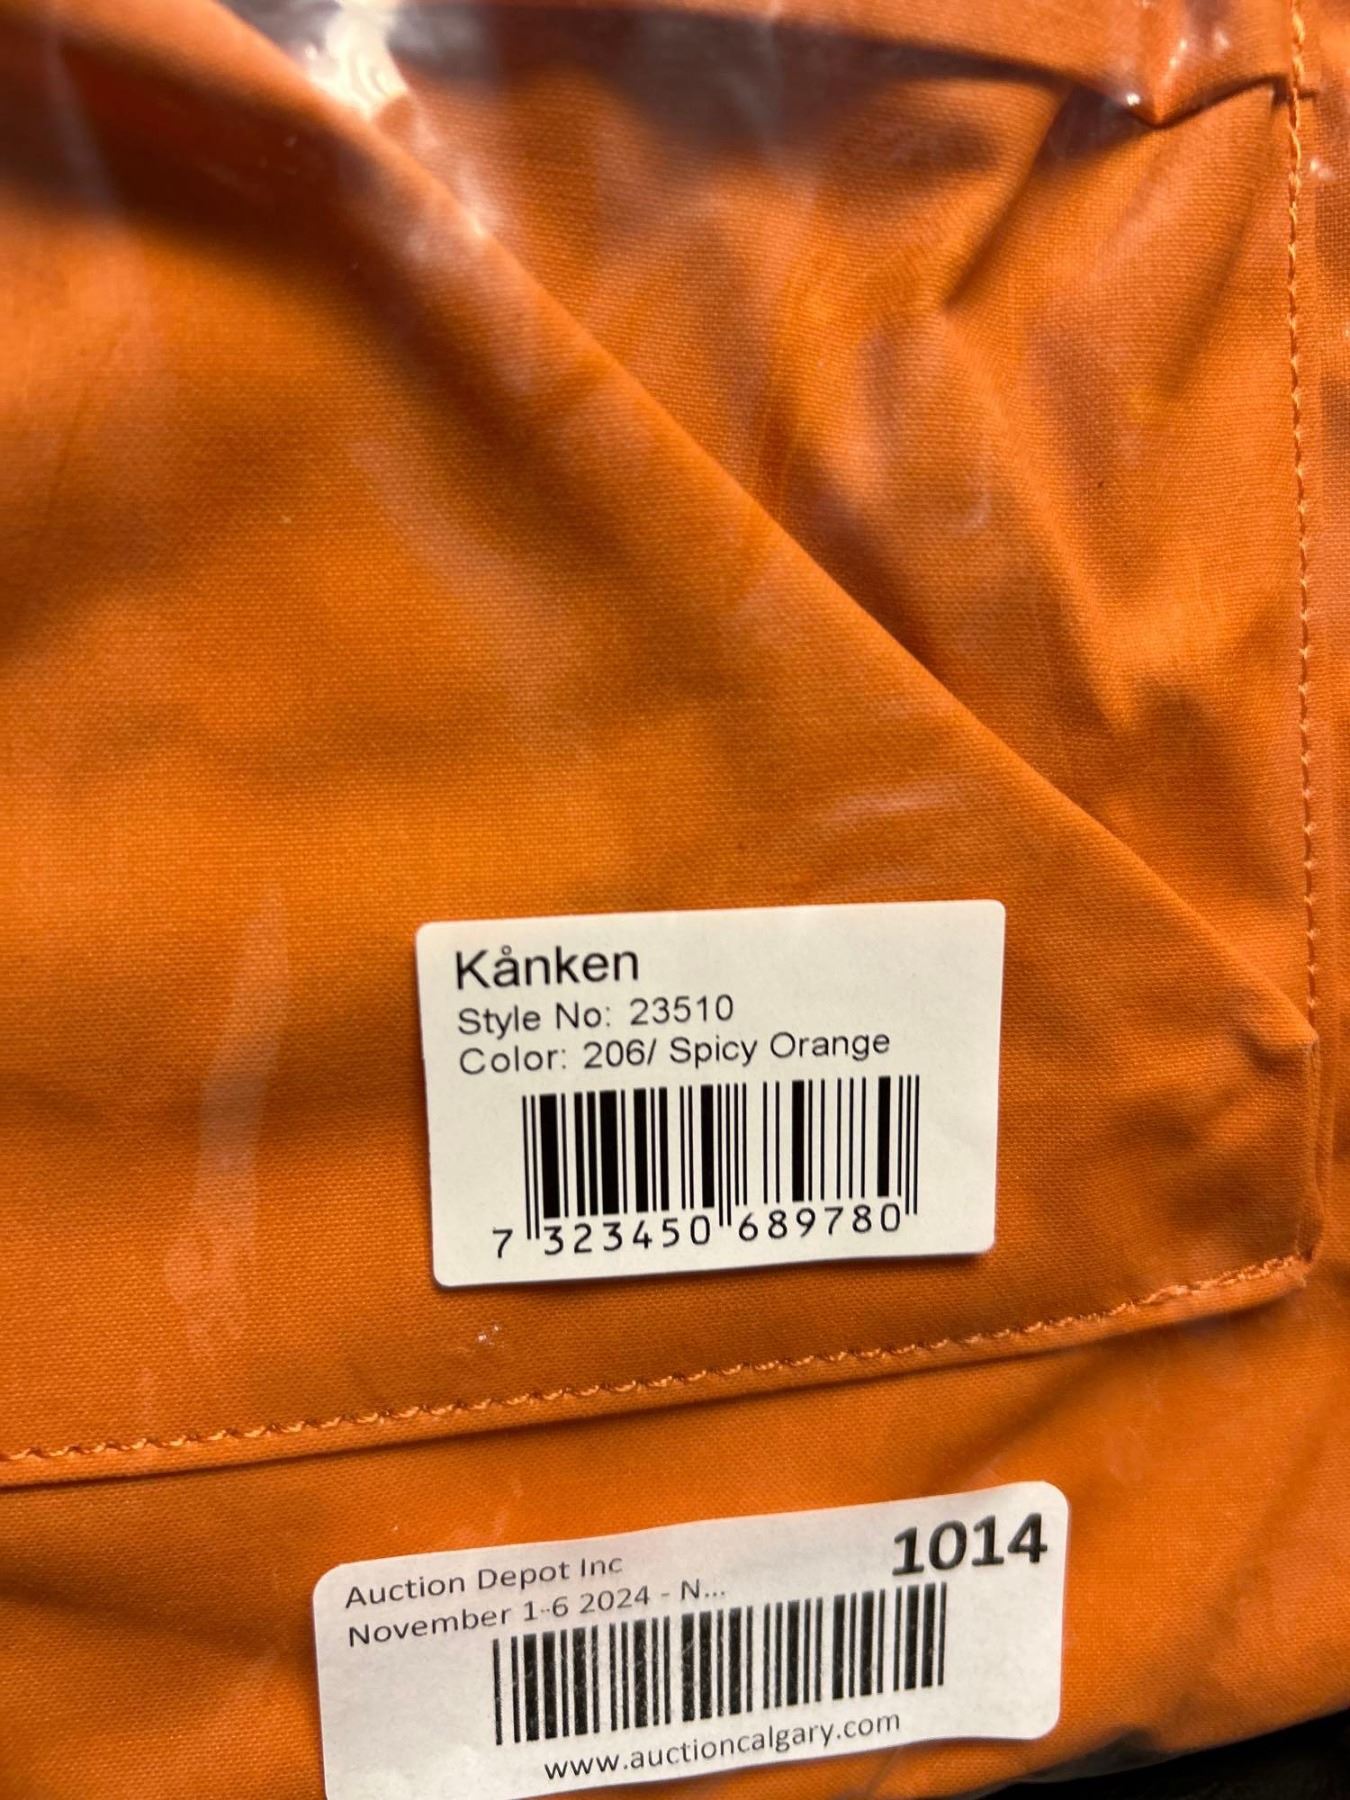 Kånken
Style No: 23510
Color: 206/ Spicy Orange
7 323450 689780
Auction Depot Inc
1014
November 1-6 2024 - N...
www.auctioncalgary.com